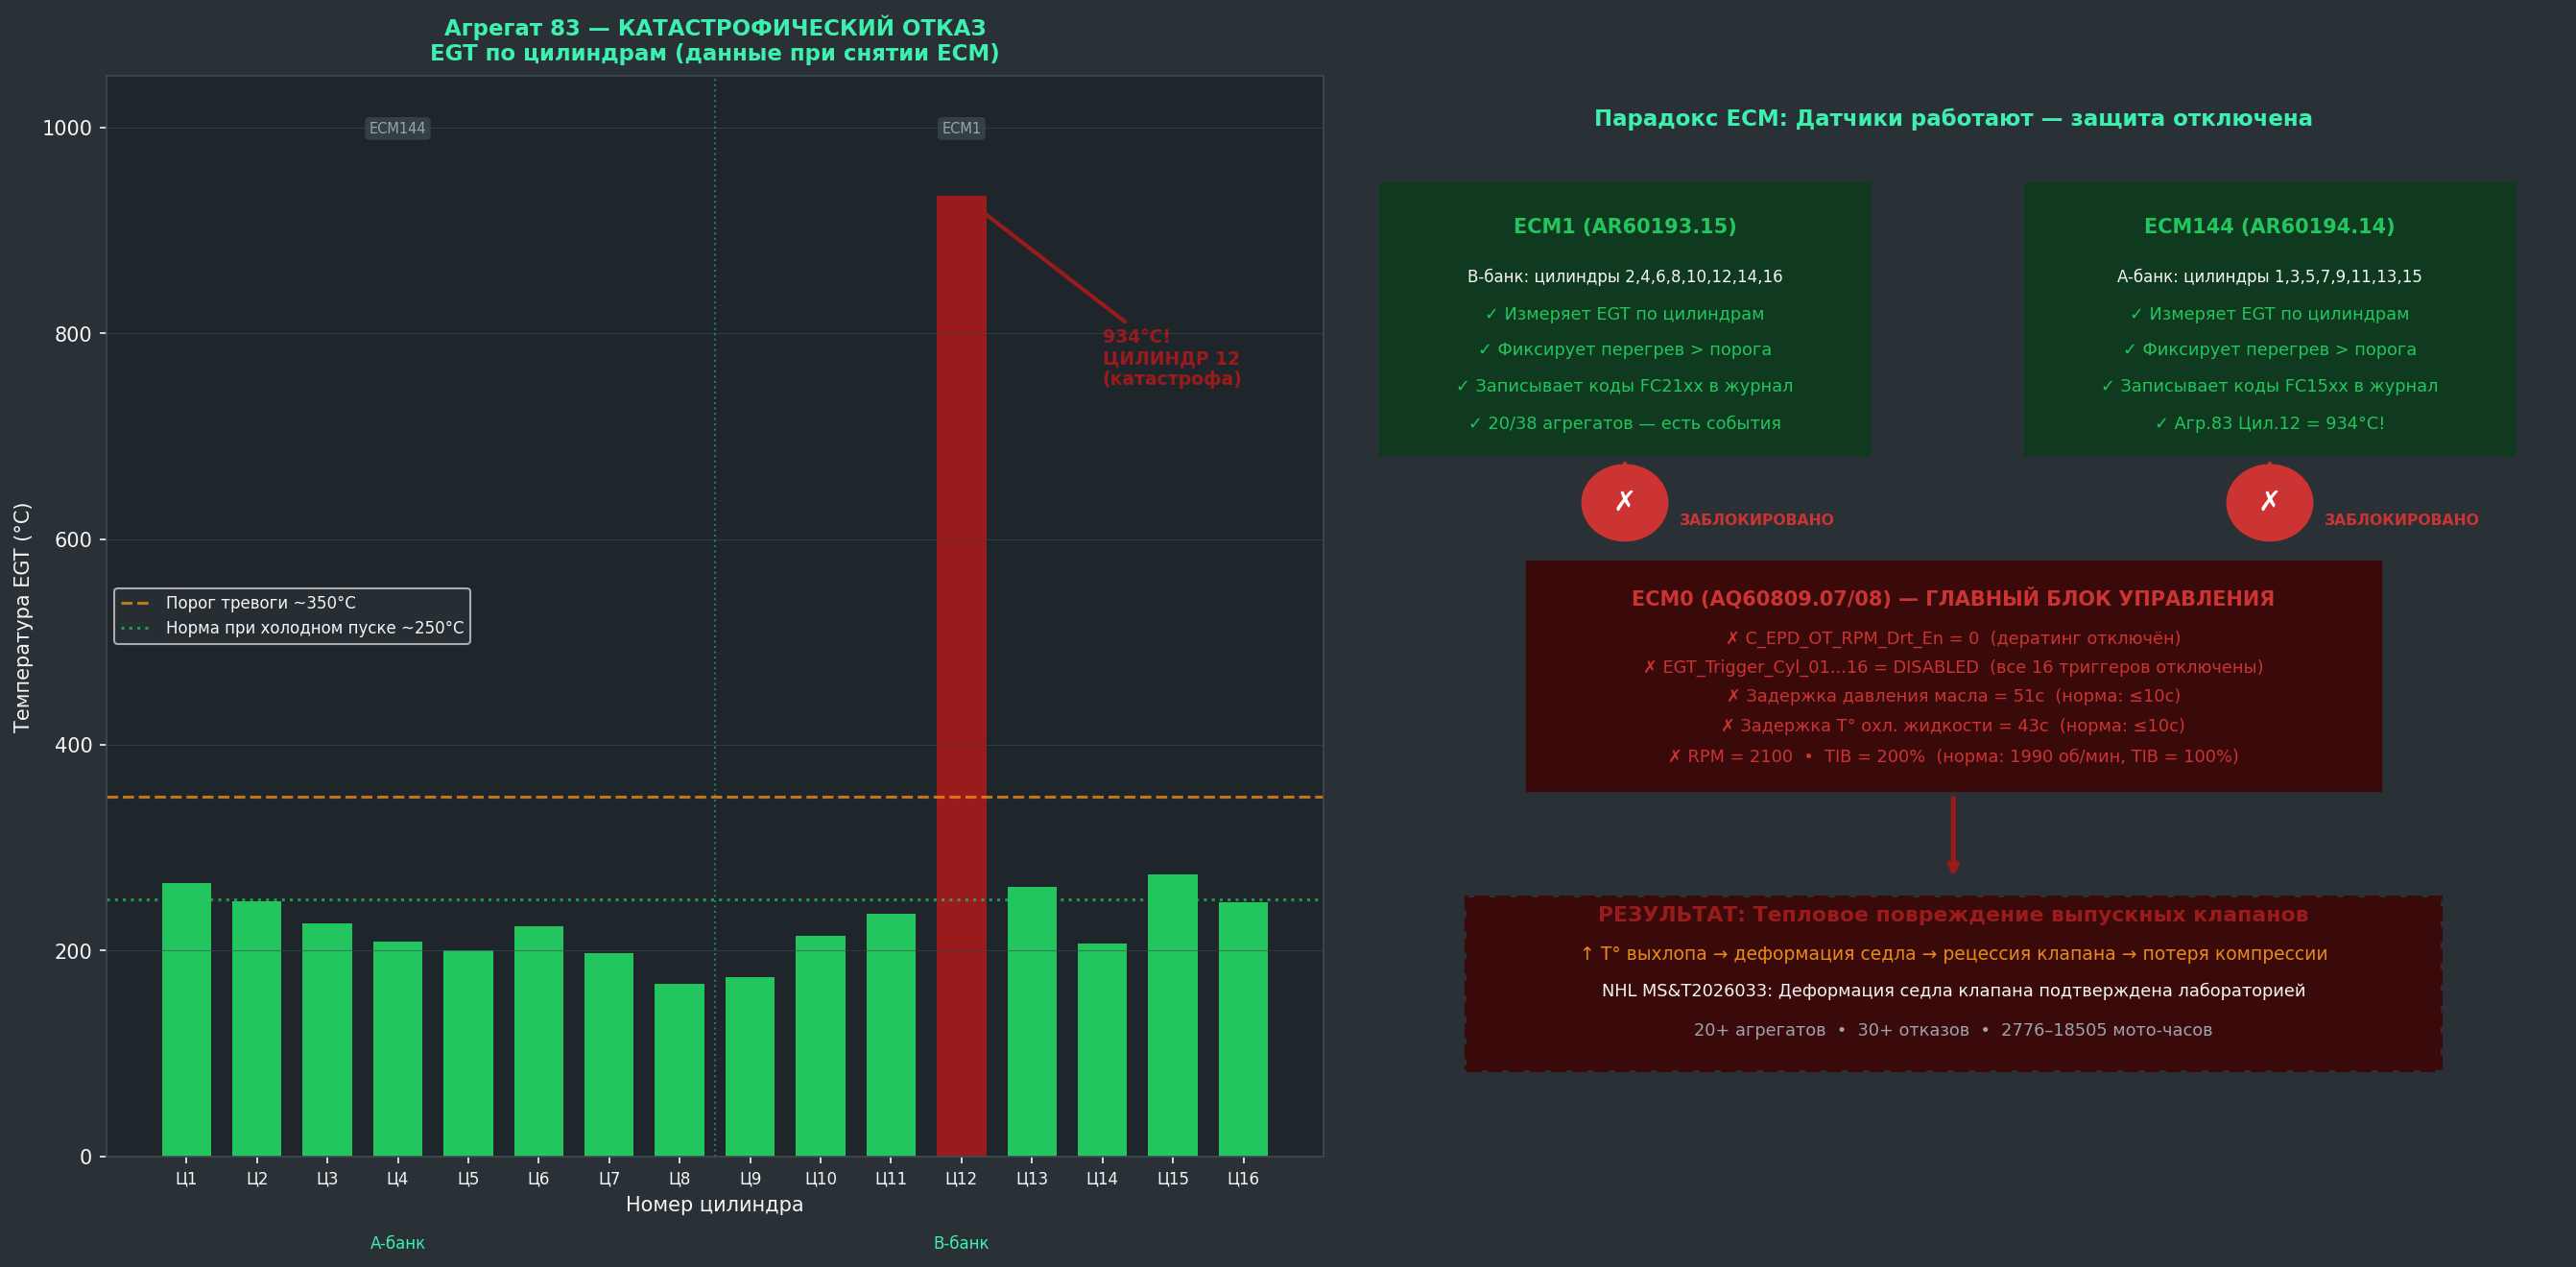 Агрегат 83 — КАТАСТРОФИЧЕСКИЙ ОТКАЗ
EGT по цилиндрам (данные при снятии ECM)
Температура EGT (°C)
1000
800
600
400
200
0
ECM144
ECM1
934°C!
ЦИЛИНДР 12
(катастрофа)
Порог тревоги ~350°C
Норма при холодном пуске ~250°C
Ц1 Ц2 Ц3 Ц4 Ц5 Ц6 Ц7 Ц8 Ц9 Ц10 Ц11 Ц12 Ц13 Ц14 Ц15 Ц16
Номер цилиндра
А-банк
В-банк
Парадокс ECM: Датчики работают — защита отключена
ECM1 (AR60193.15)
В-банк: цилиндры 2,4,6,8,10,12,14,16
✓ Измеряет EGT по цилиндрам
✓ Фиксирует перегрев > порога
✓ Записывает коды FC21xx в журнал
✓ 20/38 агрегатов — есть события
ECM144 (AR60194.14)
А-банк: цилиндры 1,3,5,7,9,11,13,15
✓ Измеряет EGT по цилиндрам
✓ Фиксирует перегрев > порога
✓ Записывает коды FC15xx в журнал
✓ Агр.83 Цил.12 = 934°C!
✗ ЗАБЛОКИРОВАНО
✗ ЗАБЛОКИРОВАНО
ECM0 (AQ60809.07/08) — ГЛАВНЫЙ БЛОК УПРАВЛЕНИЯ
✗ C_EPD_OT_RPM_Drt_En = 0 (дератинг отключён)
✗ EGT_Trigger_Cyl_01...16 = DISABLED (все 16 триггеров отключены)
✗ Задержка давления масла = 51с (норма: ≤10с)
✗ Задержка Т° охл. жидкости = 43с (норма: ≤10с)
✗ RPM = 2100 • TIB = 200% (норма: 1990 об/мин, TIB = 100%)
РЕЗУЛЬТАТ: Тепловое повреждение выпускных клапанов
↑ Т° выхлопа → деформация седла → рецессия клапана → потеря компрессии
NHL MS&T2026033: Деформация седла клапана подтверждена лабораторией
20+ агрегатов • 30+ отказов • 2776–18505 мото-часов